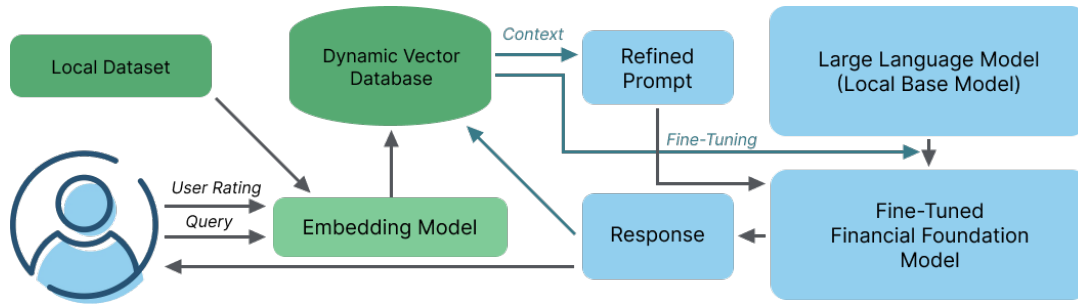 Local Dataset
Dynamic Vector
Database
Context
Refined
Prompt
Large Language Model
(Local Base Model)
Fine-Tuning
User Rating
Query
Embedding Model
Response
Fine-Tuned
Financial Foundation
Model